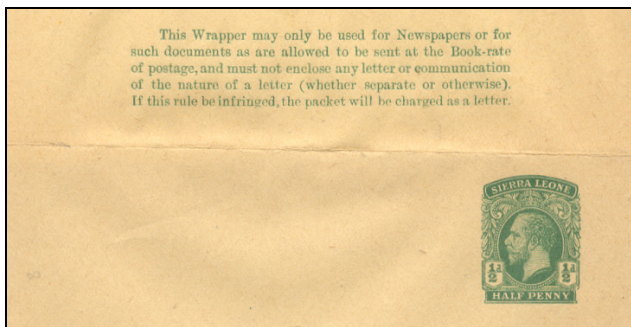 This Wrapper may only be used for Newspapers or for
such documents as are allowed to be sent at the Book-rate
of postage, and must not enclose any letter or communication
of the nature of a letter (whether separate or otherwise).
If this rule be infringed, the packet will be charged as a letter.
SIERRA LEONE
½d ½d
HALF PENNY